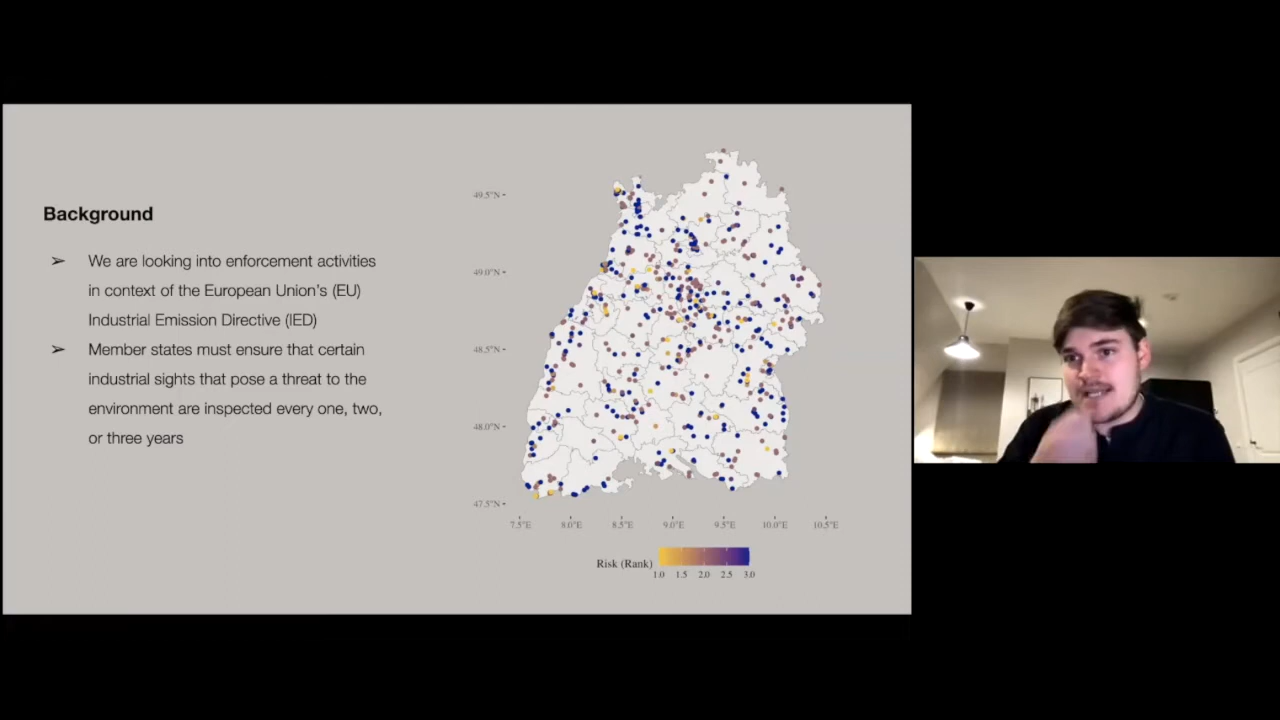 Background
➢ We are looking into enforcement activities
in context of the European Union's (EU)
Industrial Emission Directive (IED)
➢ Member states must ensure that certain
industrial sights that pose a threat to the
environment are inspected every one, two,
or three years
49.5°N
49.0°N
48.5°N
48.0°N
47.5°N
7.5°E 8.0°E 8.5°E 9.0°E 9.5°E 10.0°E 10.5°E
Risk (Rank)
1.0 1.5 2.0 2.5 3.0